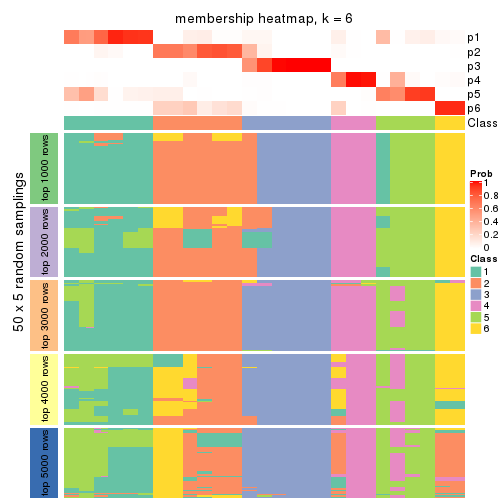 membership heatmap, k = 6
p1
p2
p3
p4
p5
p6
Class
50 x 5 random samplings
top 1000 rows
top 2000 rows
top 3000 rows
top 4000 rows
top 5000 rows
Prob
1
0.8
0.6
0.4
0.2
0
Class
1
2
3
4
5
6